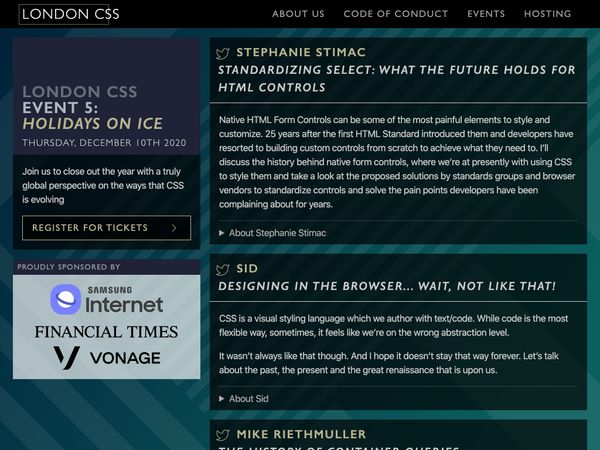 LONDON CSS
ABOUT US
CODE OF CONDUCT
EVENTS
HOSTING
LONDON CSS
EVENT 5:
HOLIDAYS ON ICE
THURSDAY, DECEMBER 10TH 2020
Join us to close out the year with a truly
global perspective on the ways that CSS
is evolving
REGISTER FOR TICKETS
PROUDLY SPONSORED BY
SAMSUNG
Internet
FINANCIAL TIMES
VONAGE
STEPHANIE STIMAC
STANDARDIZING SELECT: WHAT THE FUTURE HOLDS FOR
HTML CONTROLS
Native HTML Form Controls can be some of the most painful elements to style and
customize. 25 years after the first HTML Standard introduced them and developers have
resorted to building custom controls from scratch to achieve what they need to. I'll
discuss the history behind native form controls, where we're at presently with using CSS
to style them and take a look at the proposed solutions by standards groups and browser
vendors to standardize controls and solve the pain points developers have been
complaining about for years.
About Stephanie Stimac
SID
DESIGNING IN THE BROWSER... WAIT, NOT LIKE THAT!
CSS is a visual styling language which we author with text/code. While code is the most
flexible way, sometimes, it feels like we're on the wrong abstraction level.
It wasn't always like that though. And I hope it doesn't stay that way forever. Let's talk
about the past, the present and the great renaissance that is upon us.
About Sid
MIKE RIETHMULLER
THE HISTORY OF CONTAINER QUERIES